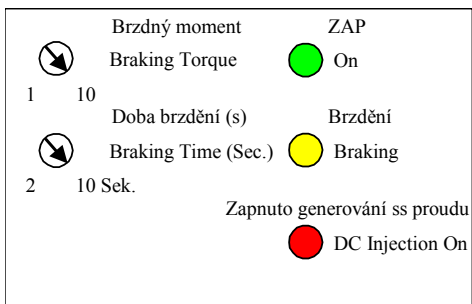 Brzdný moment ZAP
Braking Torque On
1 10
Doba brzdění (s) Brzdění
Braking Time (Sec.) Braking
2 10 Sek.
Zapnuto generování ss proudu
DC Injection On